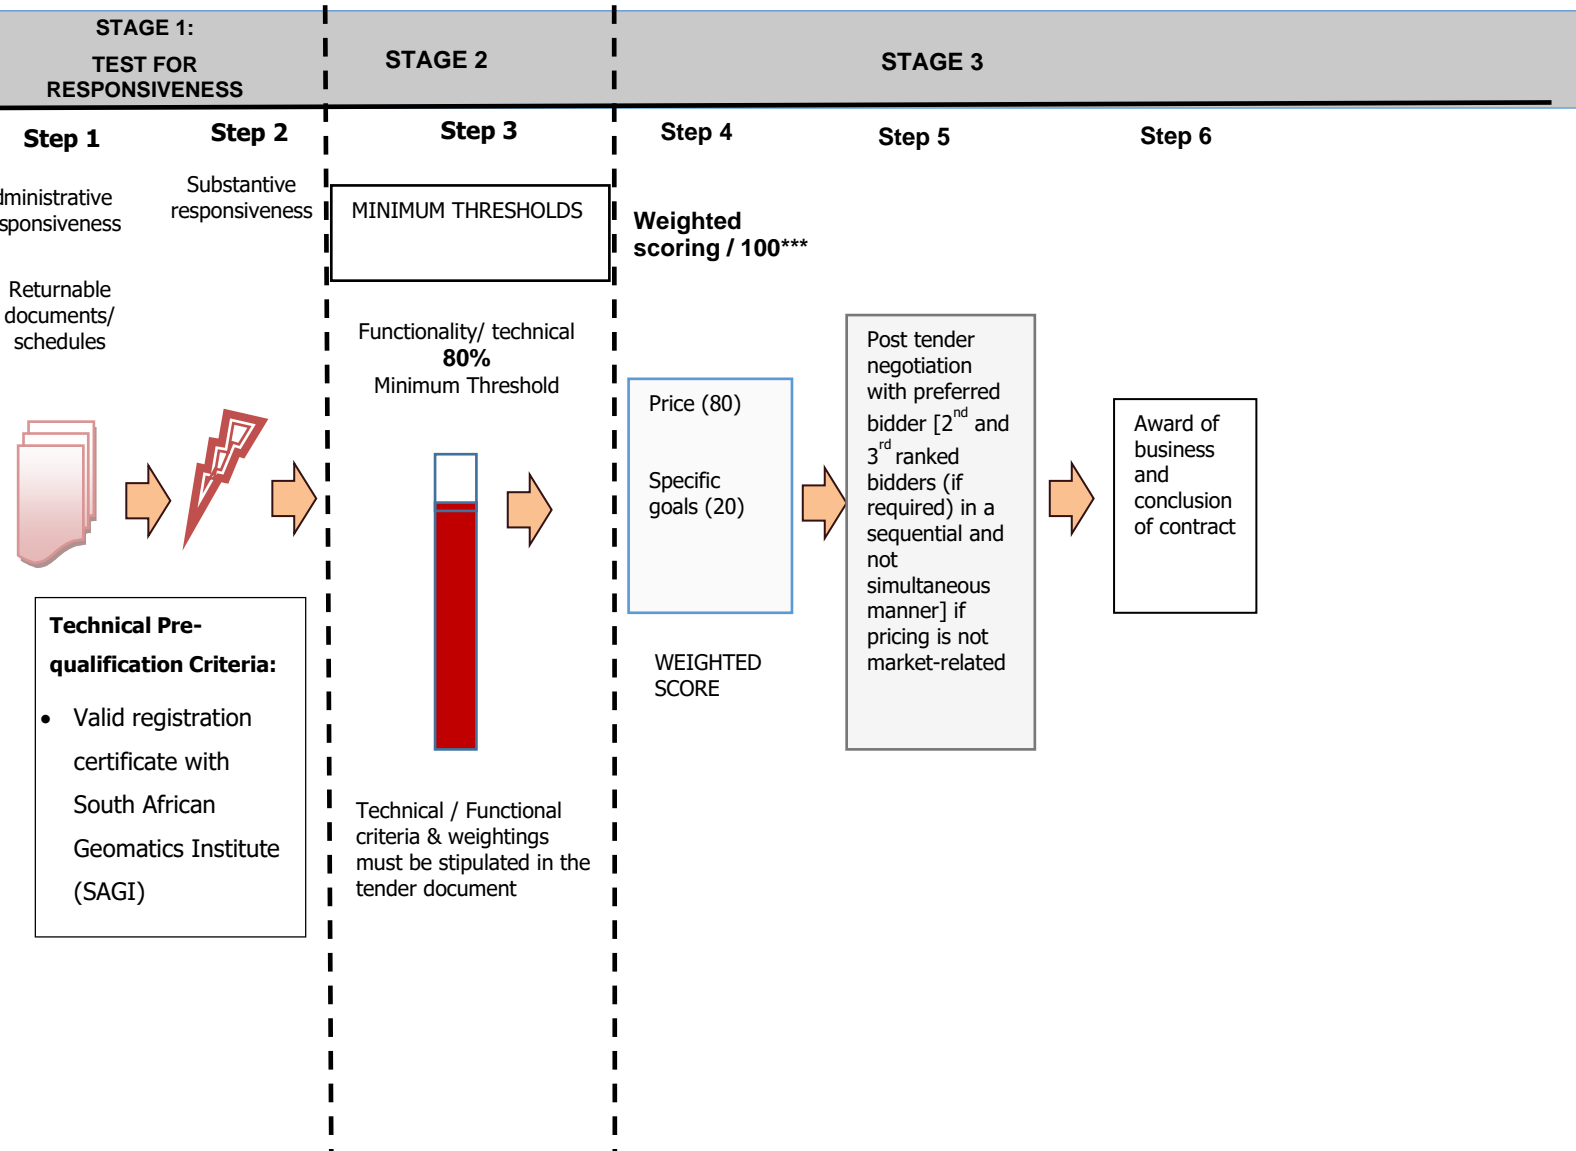 STAGE 1:
TEST FOR
RESPONSIVENESS
STAGE 2
STAGE 3
Step 1
Step 2
Step 3
Step 4
Step 5
Step 6
dministrative
sponsiveness
Returnable
documents/
schedules
Substantive
responsiveness
MINIMUM THRESHOLDS
Functionality/ technical
80%
Minimum Threshold
Weighted
scoring / 100***
Price (80)
Specific
goals (20)
WEIGHTED
SCORE
Post tender
negotiation
with preferred
bidder [2nd and
3rd ranked
bidders (if
required) in a
sequential and
not
simultaneous
manner] if
pricing is not
market-related
Award of
business
and
conclusion
of contract
Technical Pre-
qualification Criteria:
• Valid registration
certificate with
South African
Geomatics Institute
(SAGI)
Technical / Functional
criteria & weightings
must be stipulated in the
tender document